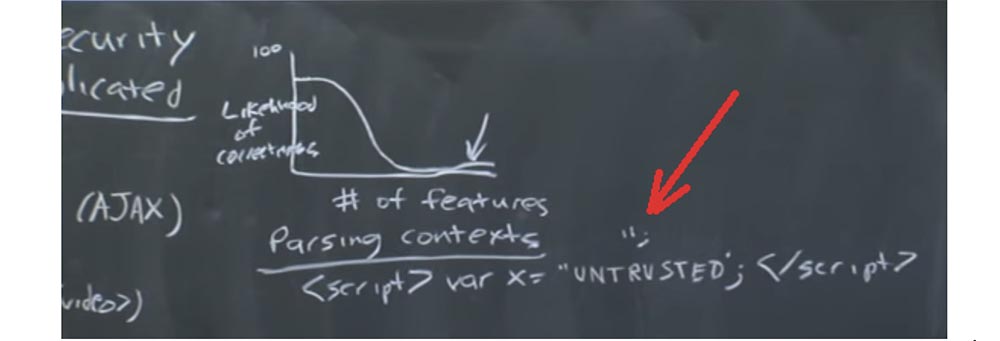 ecurity
licated
100
Likelihood
of
correctness
# of features
(AJAX)
Parsing contexts
";
<script> var x= "UNTRUSTED"; </script>
video>)